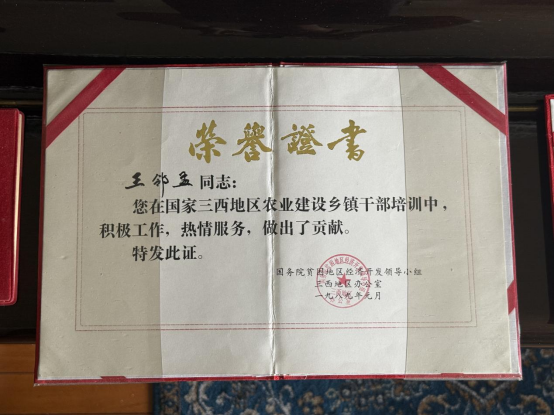 荣誉證書
王邻孟同志:
您在国家三西地区农业建设乡镇干部培训中,
积极工作,热情服务,做出了贡献。
特发此证。
国务院贫困地区经济开发领导小组
三西地区办公室
一九八九年元月